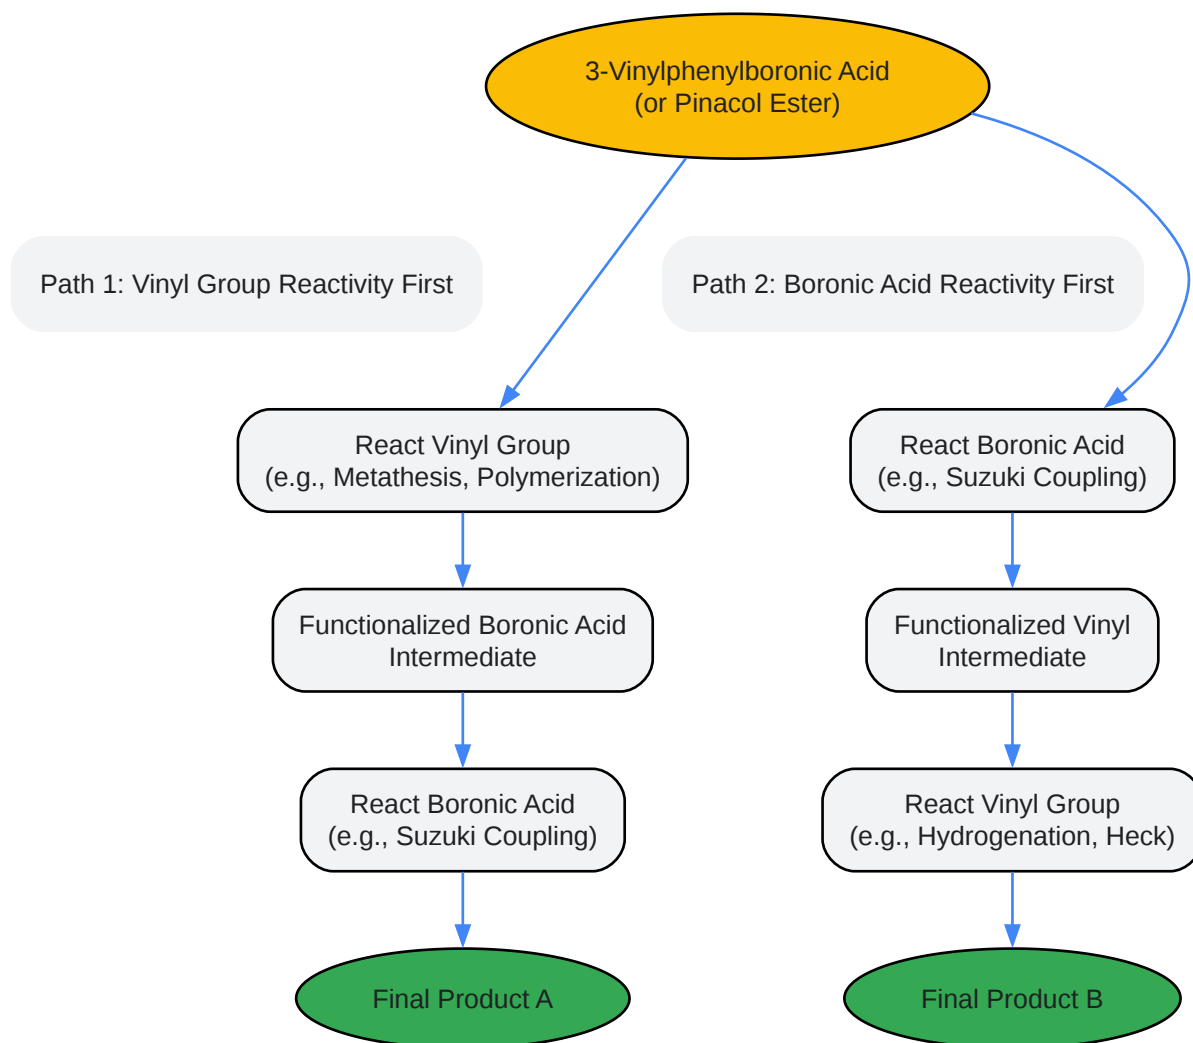 3-Vinylphenylboronic Acid
(or Pinacol Ester)
Path 1: Vinyl Group Reactivity First
Path 2: Boronic Acid Reactivity First
React Vinyl Group
(e.g., Metathesis, Polymerization)
React Boronic Acid
(e.g., Suzuki Coupling)
Functionalized Boronic Acid
Intermediate
Functionalized Vinyl
Intermediate
React Boronic Acid
(e.g., Suzuki Coupling)
React Vinyl Group
(e.g., Hydrogenation, Heck)
Final Product A
Final Product B